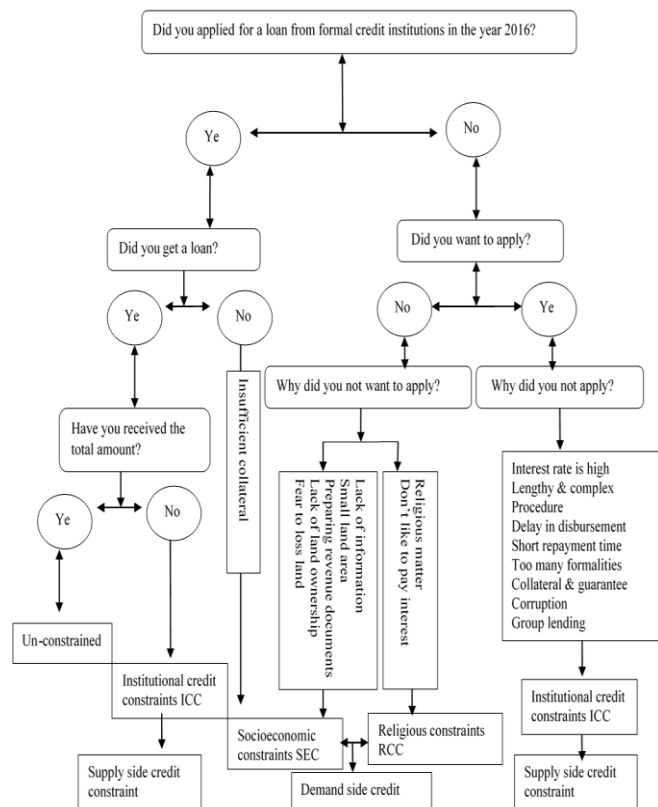 Did you applied for a loan from formal credit institutions in the year 2016?
Ye
No
Did you get a loan?
Did you want to apply?
Ye
No
No
Ye
Insufficient collateral
Why did you not want to apply?
Why did you not apply?
Have you received the
total amount?
Lack of information
Small land area
Preparing revenue documents
Lack of land ownership
Fear to loss land
Religious matter
Don't like to pay interest
Interest rate is high
Lengthy & complex
Procedure
Delay in disbursement
Short repayment time
Too many formalities
Collateral & guarantee
Corruption
Group lending
Ye
No
Un-constrained
Institutional credit
constraints ICC
Socioeconomic
constraints SEC
Religious constraints
RCC
Institutional credit
constraints ICC
Supply side credit
constraint
Demand side credit
Supply side credit
constraint